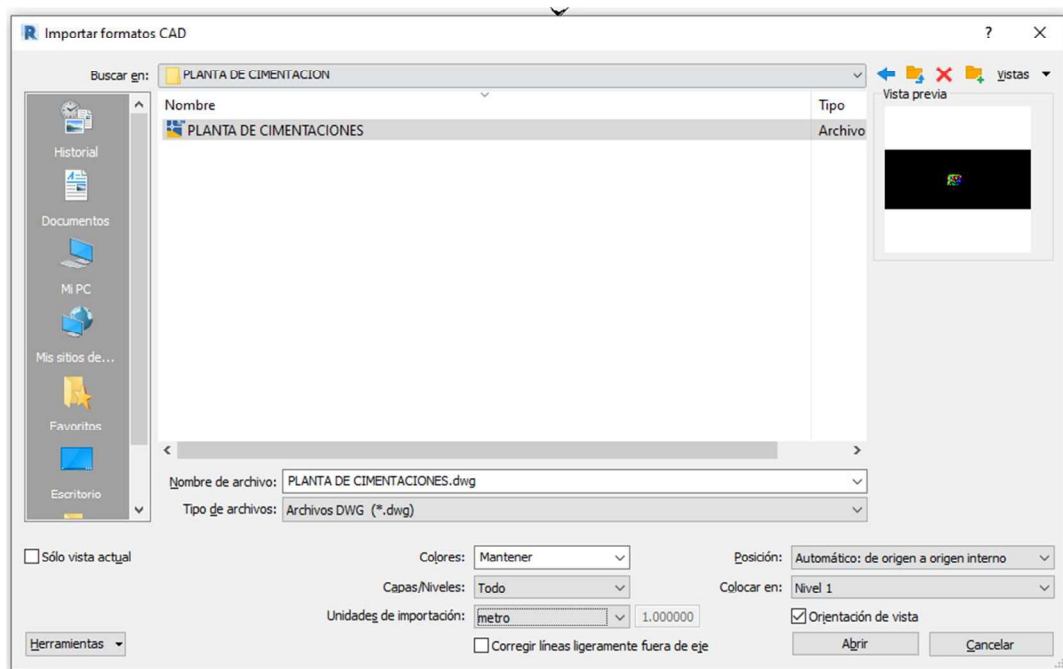 Importar formatos CAD
? X
Buscar en: PLANTA DE CIMENTACION
Vistas
Vista previa
Nombre
Tipo
PLANTA DE CIMENTACIONES
Archivo
Historial
Documentos
Mi PC
Mis sitios de...
Favoritos
Escritorio
Nombre de archivo: PLANTA DE CIMENTACIONES.dwg
Tipo de archivos: Archivos DWG (*.dwg)
Sólo vista actual
Colores: Mantener
Posición: Automático: de origen a origen interno
Capas/Niveles: Todo
Colocar en: Nivel 1
Unidades de importación: metro 1.000000
Orientación de vista
Herramientas
Corregir líneas ligeramente fuera de eje
Abrir
Cancelar